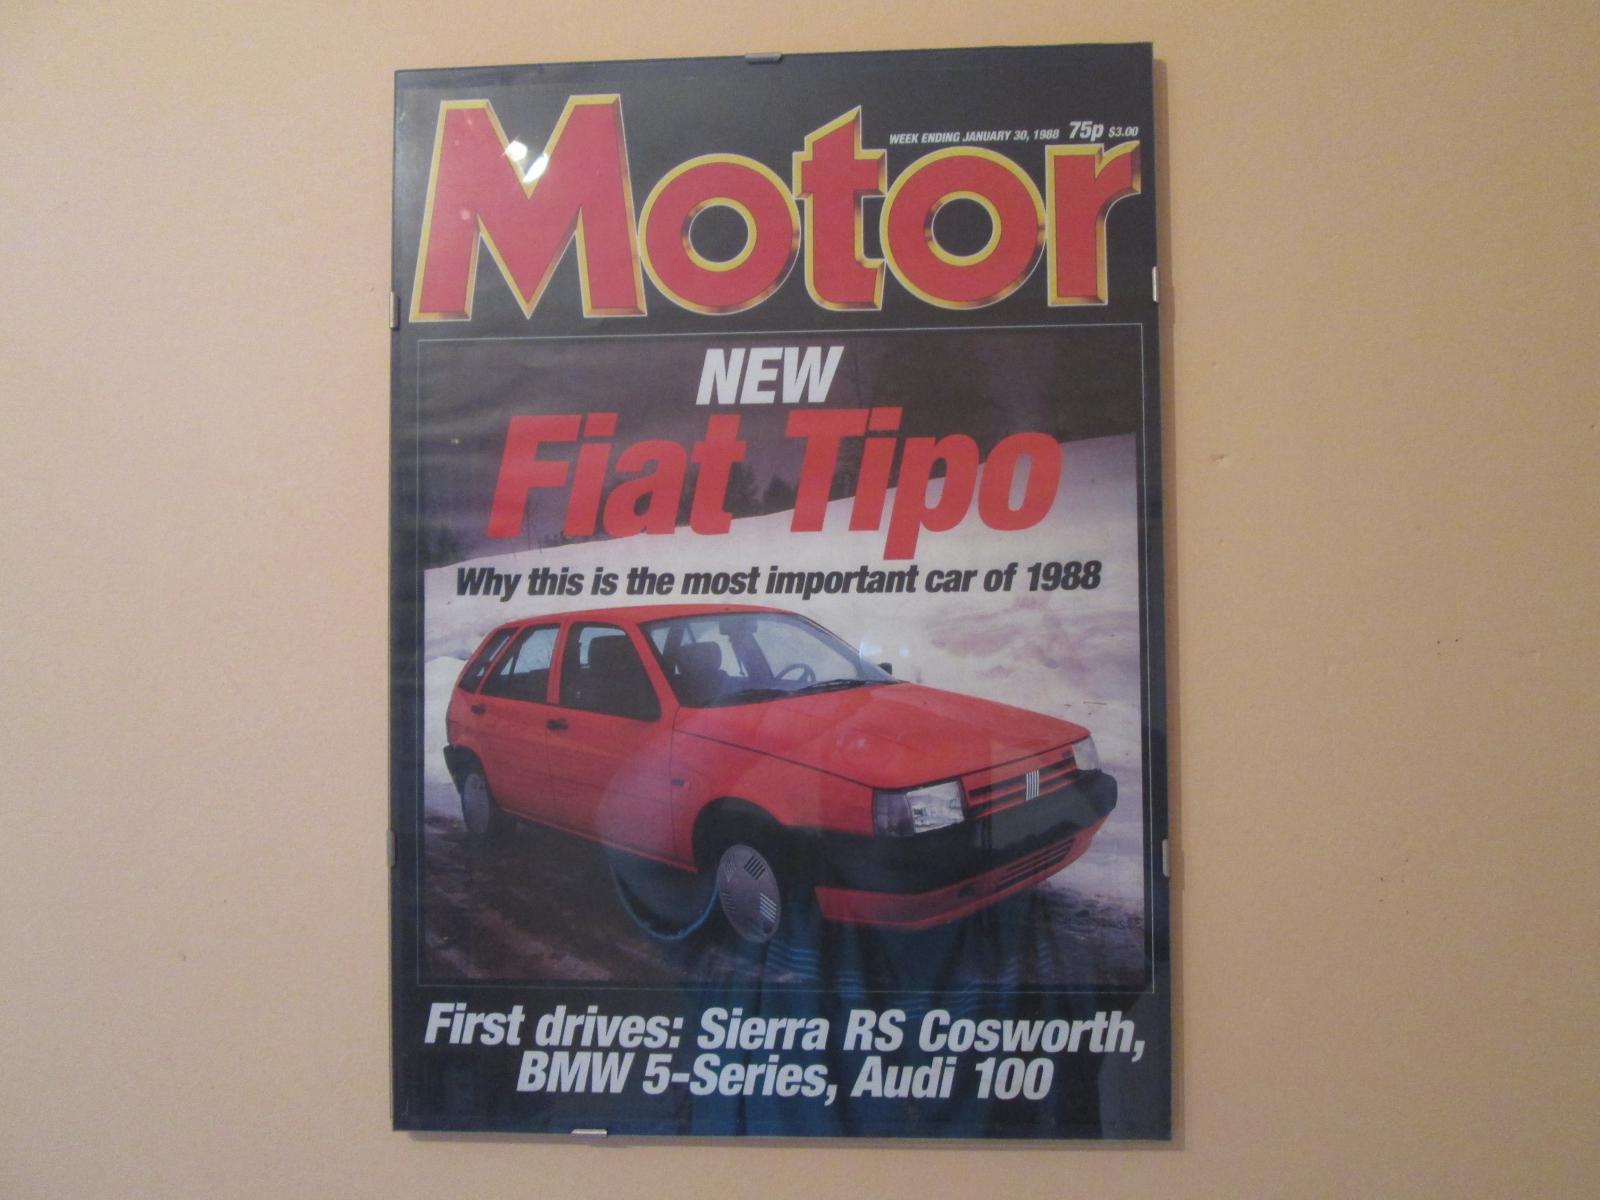 WEEK ENDING JANUARY 30, 1988 75p $3.00
Motor
NEW
Fiat Tipo
Why this is the most important car of 1988
First drives: Sierra RS Cosworth,
BMW 5-Series, Audi 100